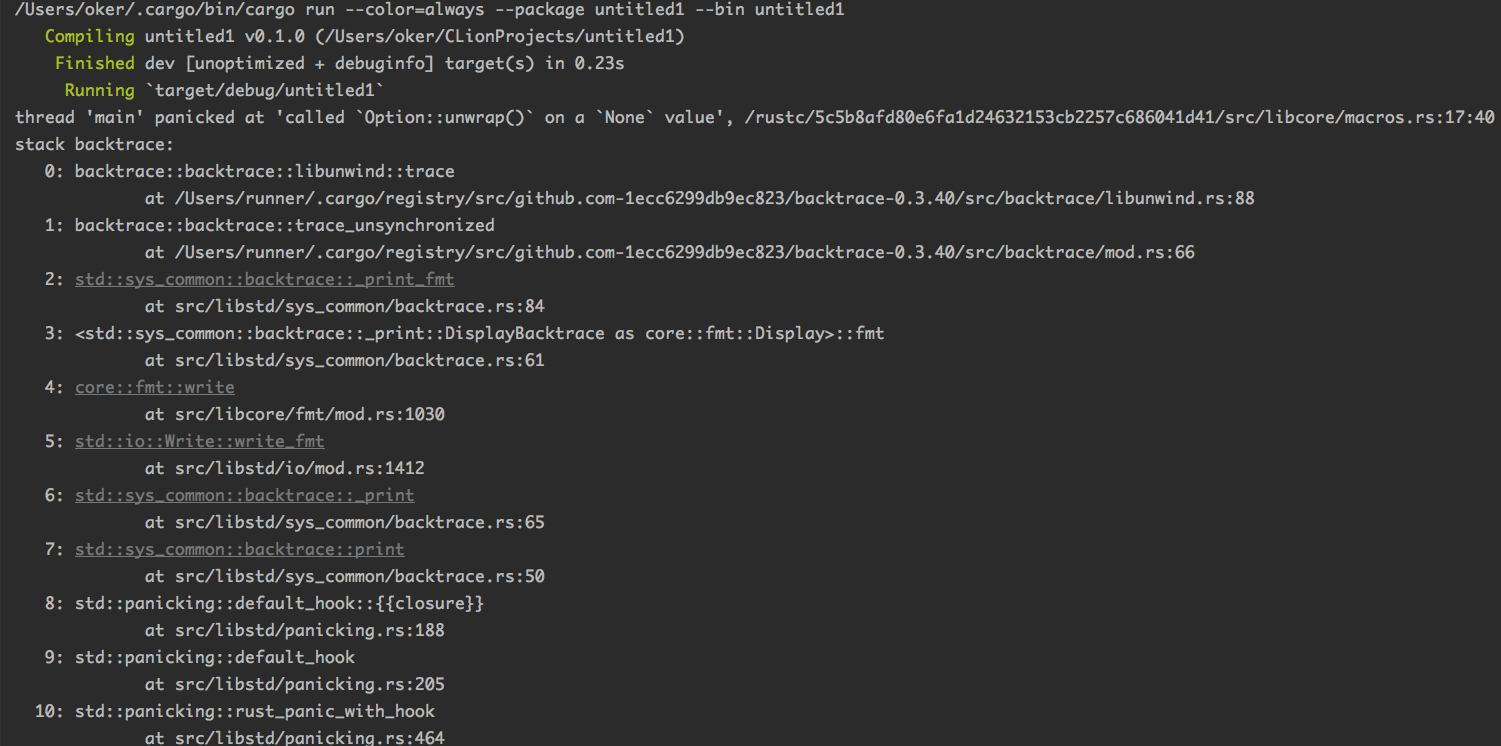 /Users/oker/.cargo/bin/cargo run --color=always --package untitled1 --bin untitled1
Compiling untitled1 v0.1.0 (/Users/oker/CLionProjects/untitled1)
Finished dev [unoptimized + debuginfo] target(s) in 0.23s
Running `target/debug/untitled1`
thread 'main' panicked at 'called `Option::unwrap()` on a `None` value', /rustc/5c5b8afd80e6fa1d24632153cb2257c686041d41/src/libcore/macros.rs:17:40
stack backtrace:
0: backtrace::backtrace::libunwind::trace
at /Users/runner/.cargo/registry/src/github.com-1ecc6299db9ec823/backtrace-0.3.40/src/backtrace/libunwind.rs:88
1: backtrace::backtrace::trace_unsynchronized
at /Users/runner/.cargo/registry/src/github.com-1ecc6299db9ec823/backtrace-0.3.40/src/backtrace/mod.rs:66
2: std::sys_common::backtrace::_print_fmt
at src/libstd/sys_common/backtrace.rs:84
3: <std::sys_common::backtrace::_print::DisplayBacktrace as core::fmt::Display>::fmt
at src/libstd/sys_common/backtrace.rs:61
4: core::fmt::write
at src/libcore/fmt/mod.rs:1030
5: std::io::Write::write_fmt
at src/libstd/io/mod.rs:1412
6: std::sys_common::backtrace::_print
at src/libstd/sys_common/backtrace.rs:65
7: std::sys_common::backtrace::print
at src/libstd/sys_common/backtrace.rs:50
8: std::panicking::default_hook::{{closure}}
at src/libstd/panicking.rs:188
9: std::panicking::default_hook
at src/libstd/panicking.rs:205
10: std::panicking::rust_panic_with_hook
at src/libstd/panicking.rs:464